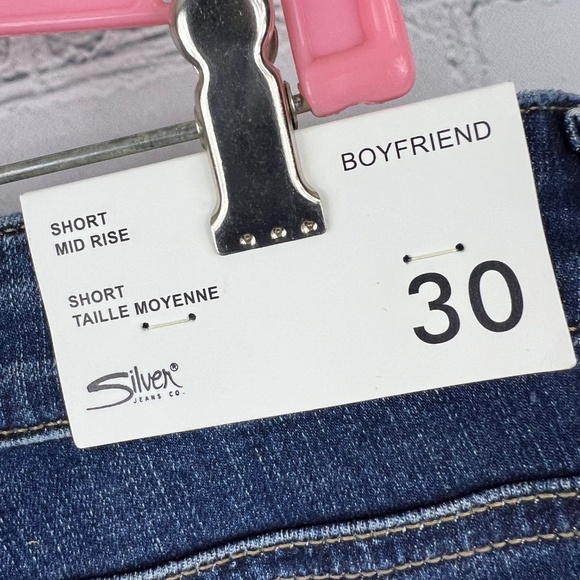 BOYFRIEND
SHORT
MID RISE
SHORT
TAILLE MOYENNE
30
Silver®
JEANS CO.